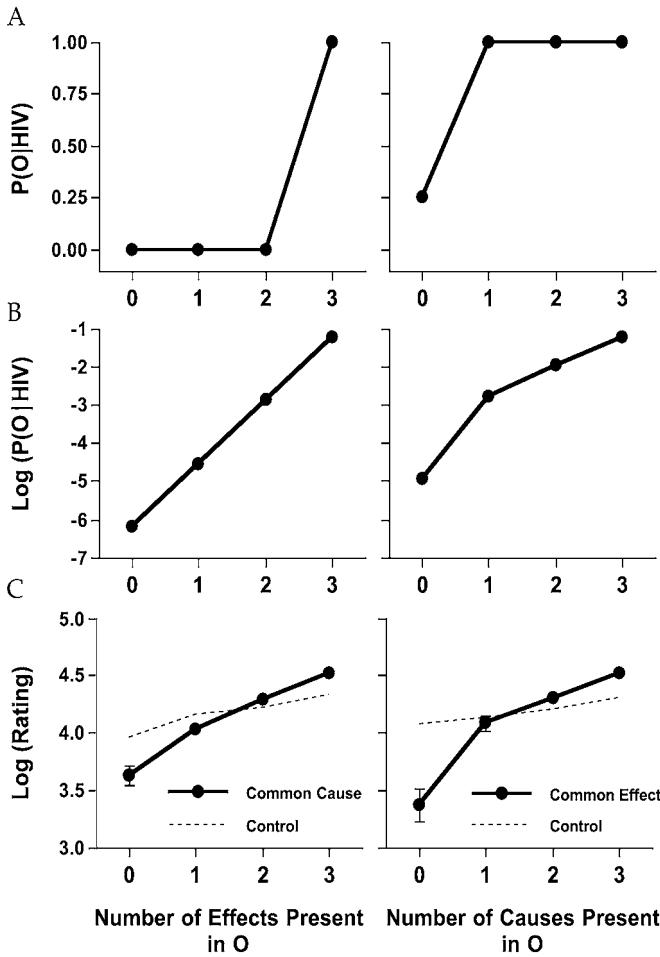 A
P(O|HIV)
1.00
0.75
0.50
0.25
0.00
0 1 2 3
0 1 2 3
B
Log (P(O|HIV)
-1
-2
-3
-4
-5
-6
-7
0 1 2 3
0 1 2 3
C
Log (Rating)
5.0
4.5
4.0
3.5
3.0
Common Cause
Control
Common Effect
Control
0 1 2 3
0 1 2 3
Number of Effects Present
in O
Number of Causes Present
in O